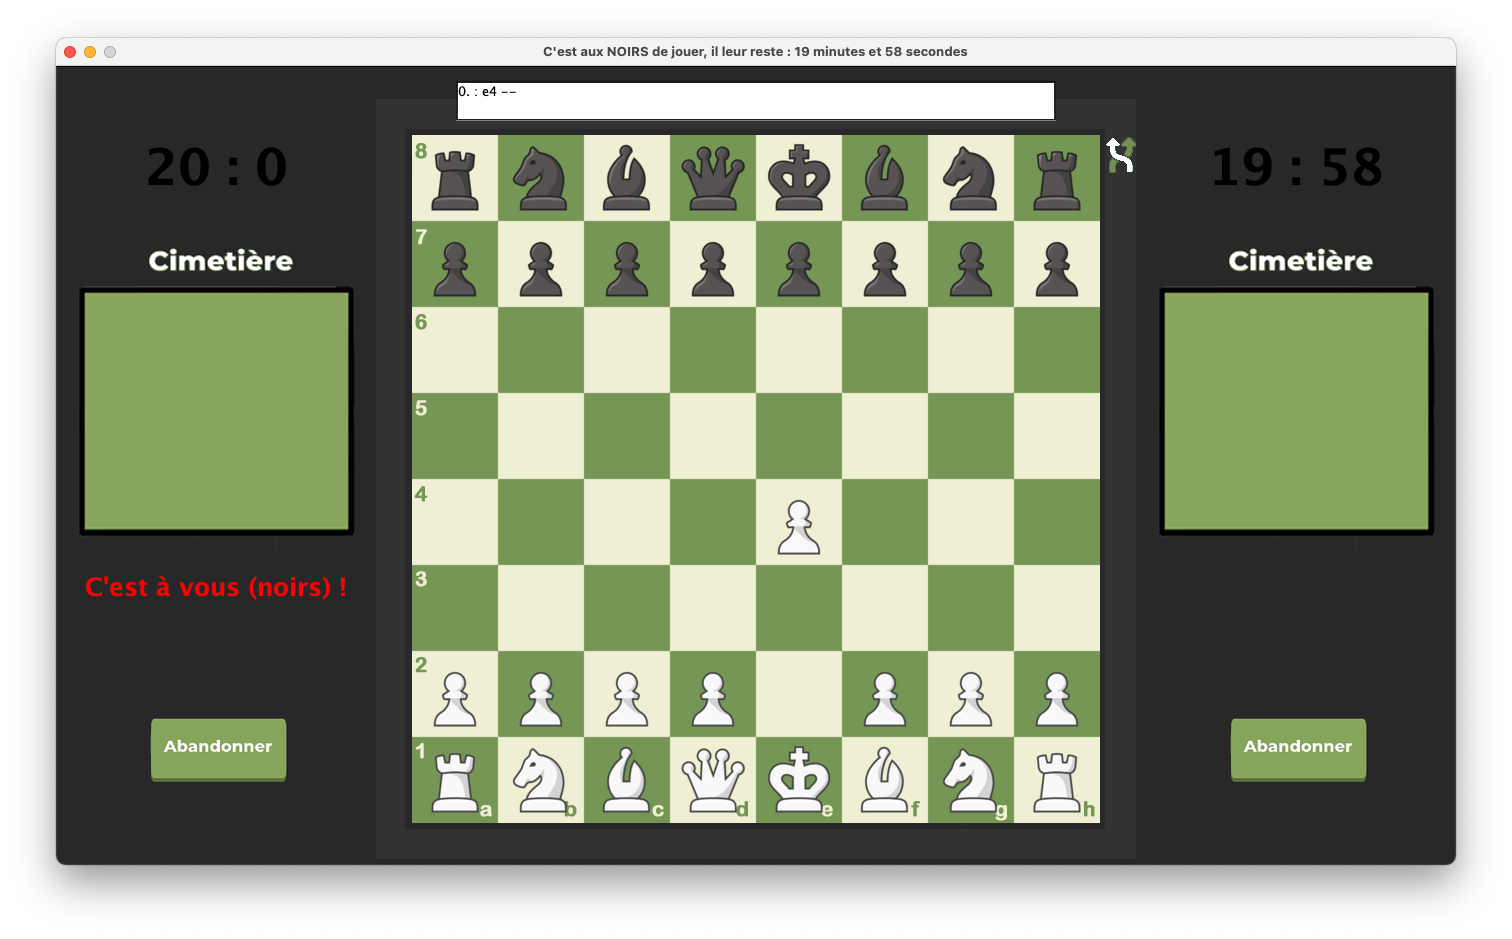 C'est aux NOIRS de jouer, il leur reste : 19 minutes et 58 secondes
0. : e4 --
20 : 0
19 : 58
Cimetière
Cimetière
8
7
6
5
4
3
2
1
a b c d e f g h
C'est à vous (noirs) !
Abandonner
Abandonner